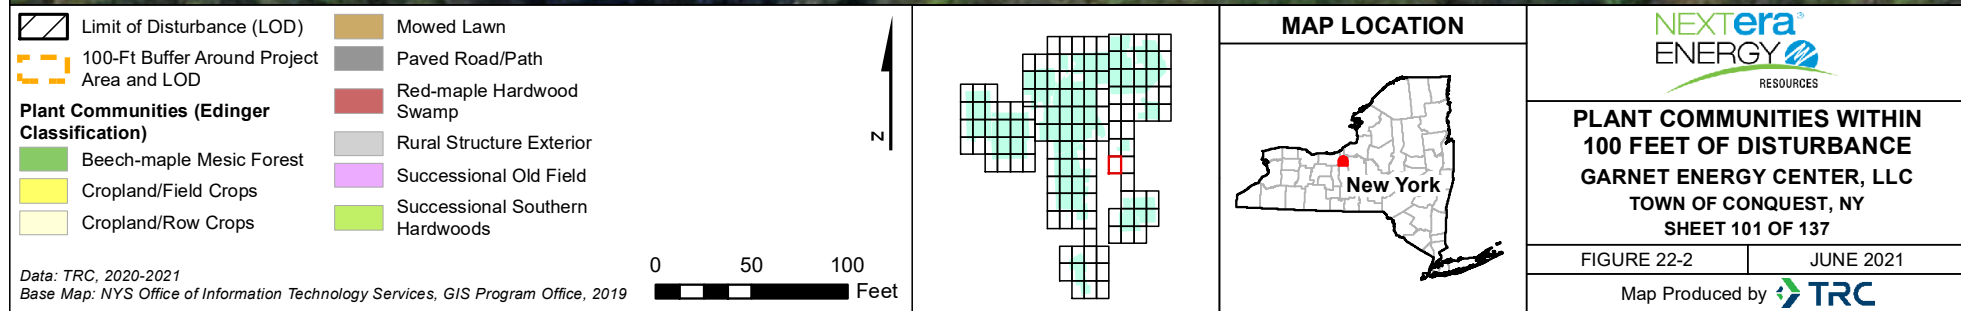 Limit of Disturbance (LOD)
100-Ft Buffer Around Project
Area and LOD
Plant Communities (Edinger
Classification)
Beech-maple Mesic Forest
Cropland/Field Crops
Cropland/Row Crops
Mowed Lawn
Paved Road/Path
Red-maple Hardwood
Swamp
Rural Structure Exterior
Successional Old Field
Successional Southern
Hardwoods
Data: TRC, 2020-2021
Base Map: NYS Office of Information Technology Services, GIS Program Office, 2019
0 50 100
Feet
N
MAP LOCATION
New York
NEXTera®
ENERGY
RESOURCES
PLANT COMMUNITIES WITHIN
100 FEET OF DISTURBANCE
GARNET ENERGY CENTER, LLC
TOWN OF CONQUEST, NY
SHEET 101 OF 137
FIGURE 22-2
JUNE 2021
Map Produced by TRC